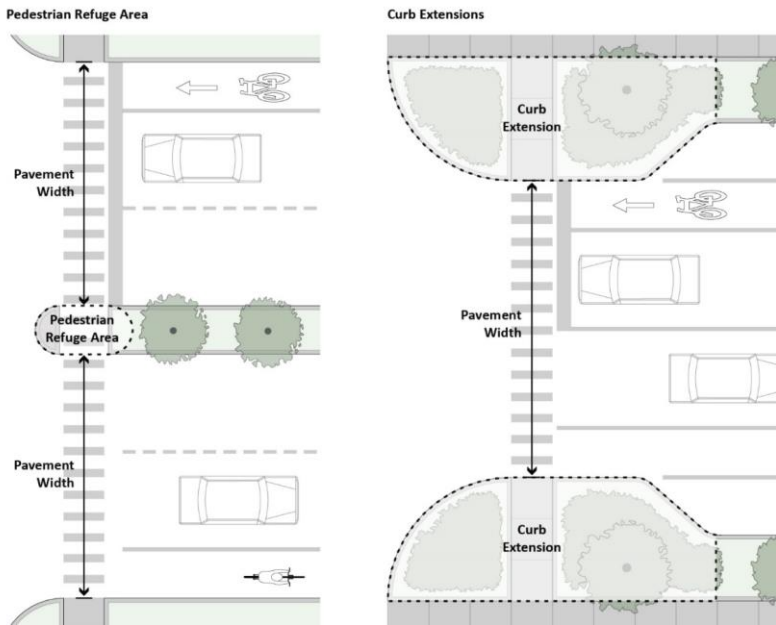 Pedestrian Refuge Area
Pavement
Width
Pedestrian
Refuge Area
Pavement
Width
Curb Extensions
Curb
Extension
Pavement
Width
Curb
Extension